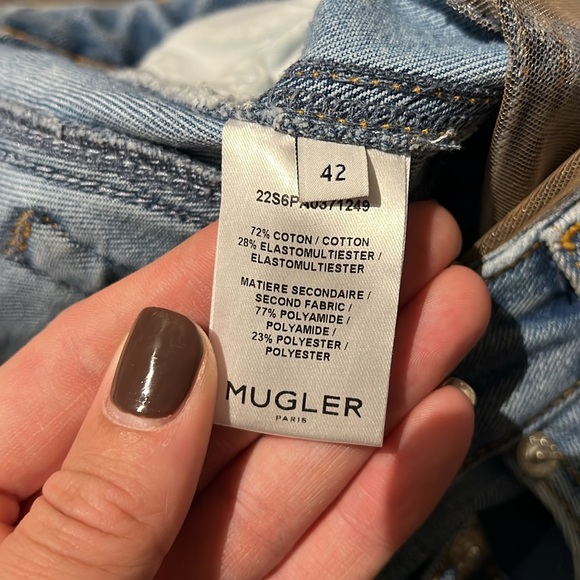 42
22S6PA0371249
72% COTON / COTTON
28% ELASTOMULTIESTER /
ELASTOMULTIESTER
MATIERE SECONDAIRE /
SECOND FABRIC /
77% POLYAMIDE /
POLYAMIDE /
23% POLYESTER /
POLYESTER
MUGLER
PARIS